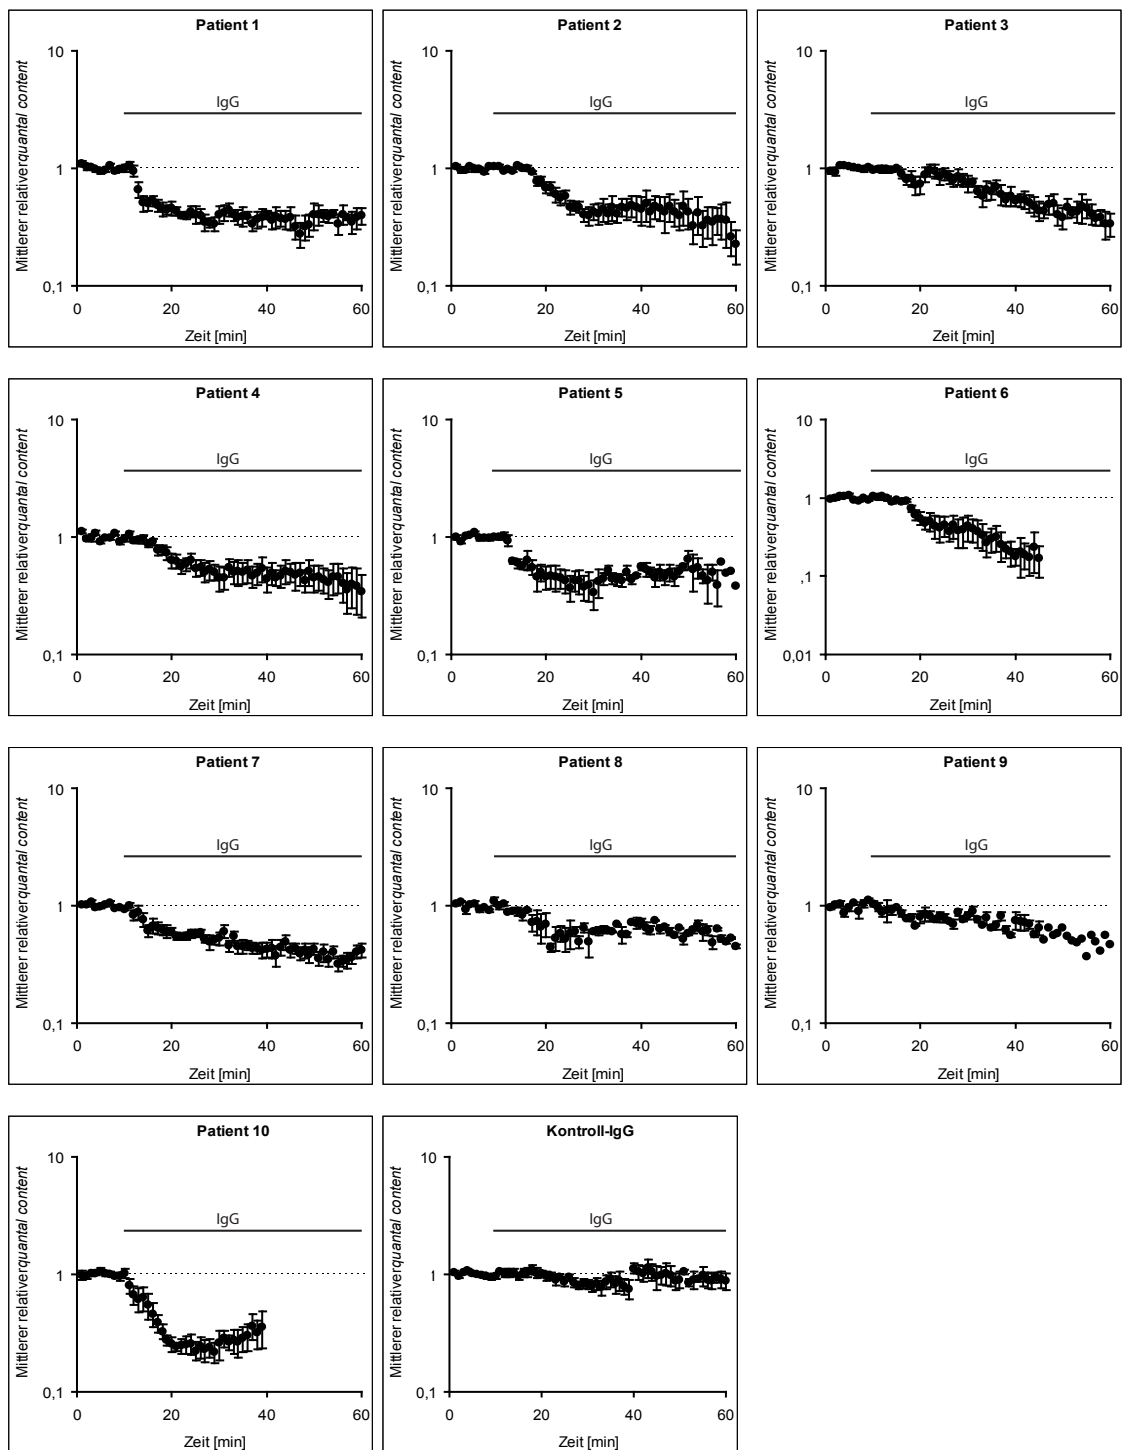 Patient 1
10
IgG
1
0,1
0
20
40
60
Zeit [min]
Mittlerer relativer quantal content
Patient 2
10
IgG
1
0,1
0
20
40
60
Zeit [min]
Mittlerer relativer quantal content
Patient 3
10
IgG
1
0,1
0
20
40
60
Zeit [min]
Mittlerer relativer quantal content
Patient 4
10
IgG
1
0,1
0
20
40
60
Zeit [min]
Mittlerer relativer quantal content
Patient 5
10
IgG
1
0,1
0
20
40
60
Zeit [min]
Mittlerer relativer quantal content
Patient 6
10
IgG
1
,1
0,01
0
20
40
60
Zeit [min]
Mittlerer relativer quantal content
Patient 7
10
IgG
1
0,1
0
20
40
60
Zeit [min]
Mittlerer relativer quantal content
Patient 8
10
IgG
1
0,1
0
20
40
60
Zeit [min]
Mittlerer relativer quantal content
Patient 9
10
IgG
1
0,1
0
20
40
60
Zeit [min]
Mittlerer relativer quantal content
Patient 10
10
IgG
1
0,1
0
20
40
60
Zeit [min]
Mittlerer relativer quantal content
Kontroll-IgG
10
IgG
1
0,1
0
20
40
60
Zeit [min]
Mittlerer relativer quantal content